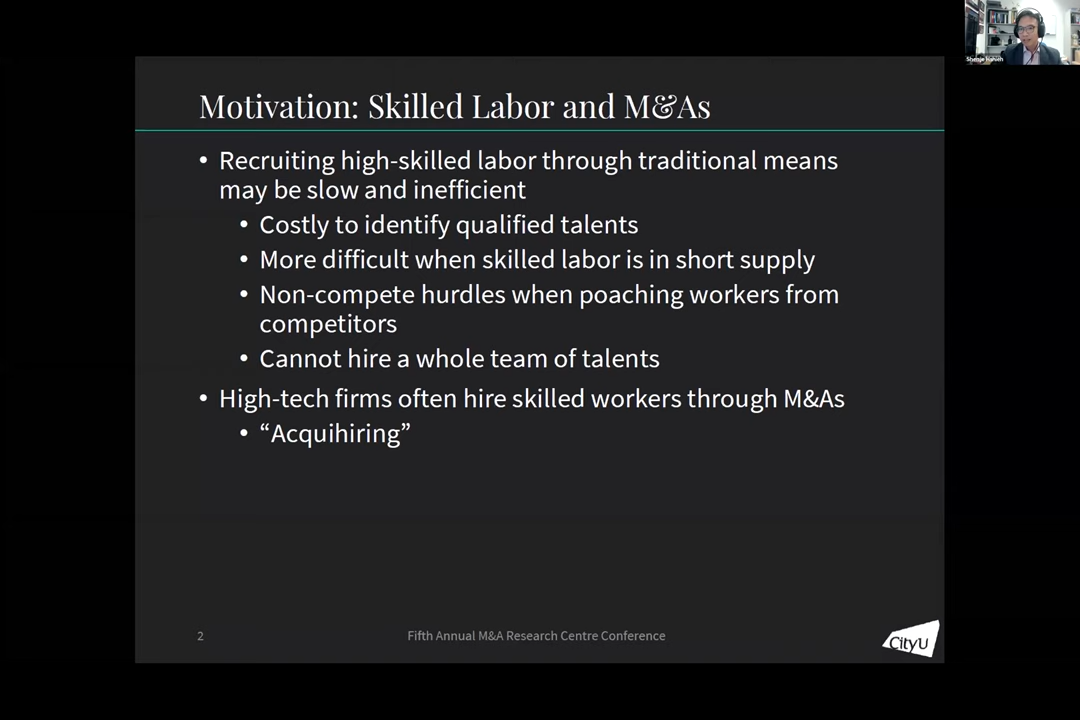 Motivation: Skilled Labor and M&As
• Recruiting high-skilled labor through traditional means
may be slow and inefficient
• Costly to identify qualified talents
• More difficult when skilled labor is in short supply
• Non-compete hurdles when poaching workers from
competitors
• Cannot hire a whole team of talents
• High-tech firms often hire skilled workers through M&As
• “Acquihiring”
2
Fifth Annual M&A Research Centre Conference
CityU